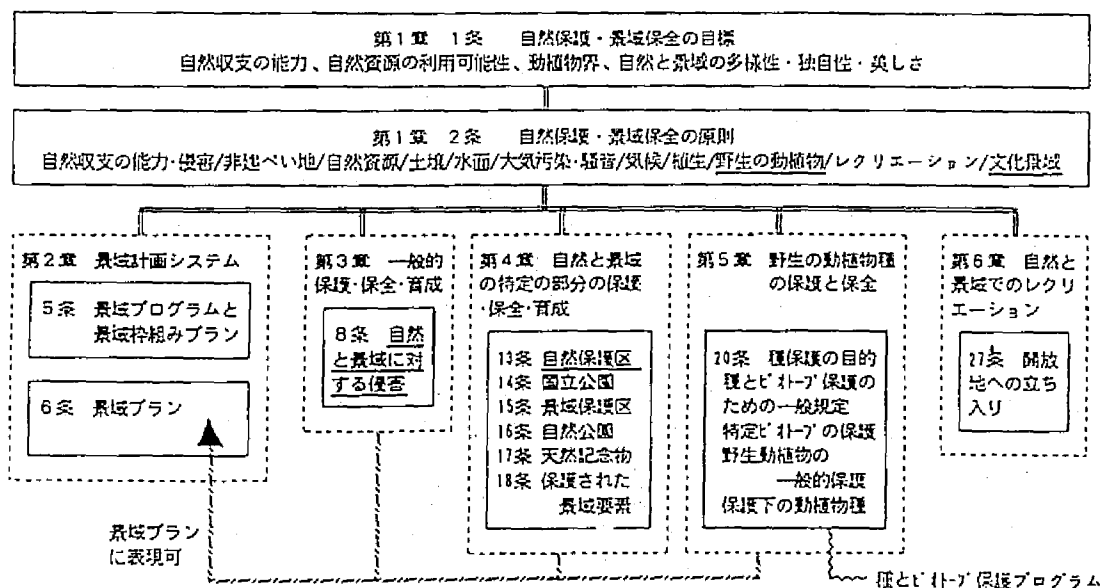 第1章 1条 自然保護・景域保全の目標
自然収支の能力、自然資源の利用可能性、動植物界、自然と景域の多様性・独自性・美しさ
第1章 2条 自然保護・景域保全の原則
自然収支の能力・侵害/非建ぺい地/自然資源/土壌/水面/大気汚染・騒音/気候/植生/野生の動植物/レクリエーション/文化景域
第2章 景域計画システム
5条 景域プログラムと
景域枠組みプラン
6条 景域プラン
景域プラン
に表現可
第3章 一般的
保護・保全・育成
8条 自然
と景域に対
する侵害
第4章 自然と景域
の特定の部分の保護
・保全・育成
13条 自然保護区
14条 国立公園
15条 景域保護区
16条 自然公園
17条 天然記念物
18条 保護された
景域要素
第5章 野生の動植物種
の保護と保全
20条 種保護の目的
種とビオトープ保護の
ための一般規定
特定ビオトープの保護
野生動植物の
一般的保護
保護下の動植物種
第6章 自然と
景域でのレクリ
エーション
27条 開放
地への立ち
入り
種とビオトープ保護プログラム